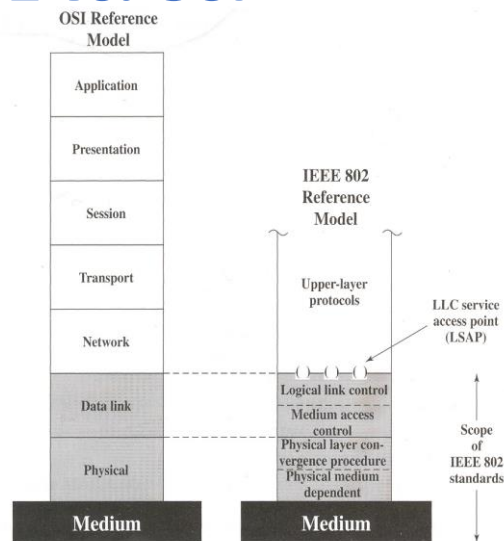 OSI Reference
Model
Application
Presentation
Session
Transport
Network
Data link
Physical
Medium
IEEE 802
Reference
Model
Upper-layer
protocols
LLC service
access point
(LSAP)
Logical link control
Medium access
control
Physical layer con-
vergence procedure
Physical medium
dependent
Medium
Scope
of
IEEE 802
standards